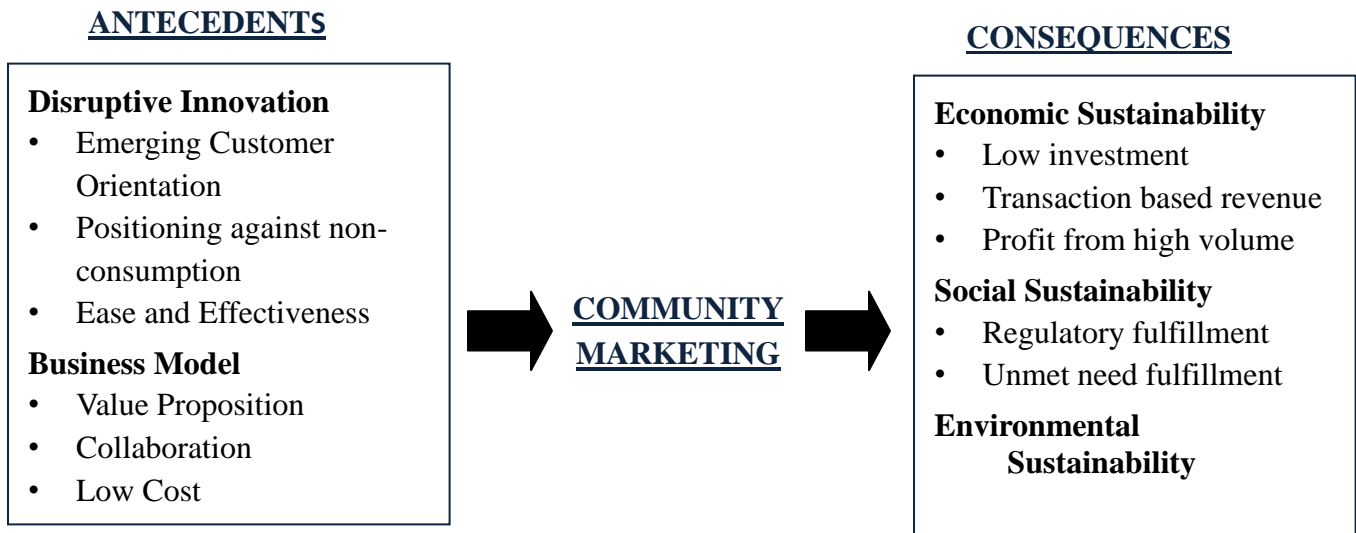 ANTECEDENTS
Disruptive Innovation
• Emerging Customer
Orientation
• Positioning against non-
consumption
• Ease and Effectiveness
Business Model
• Value Proposition
• Collaboration
• Low Cost
COMMUNITY
MARKETING
CONSEQUENCES
Economic Sustainability
• Low investment
• Transaction based revenue
• Profit from high volume
Social Sustainability
• Regulatory fulfillment
• Unmet need fulfillment
Environmental
Sustainability